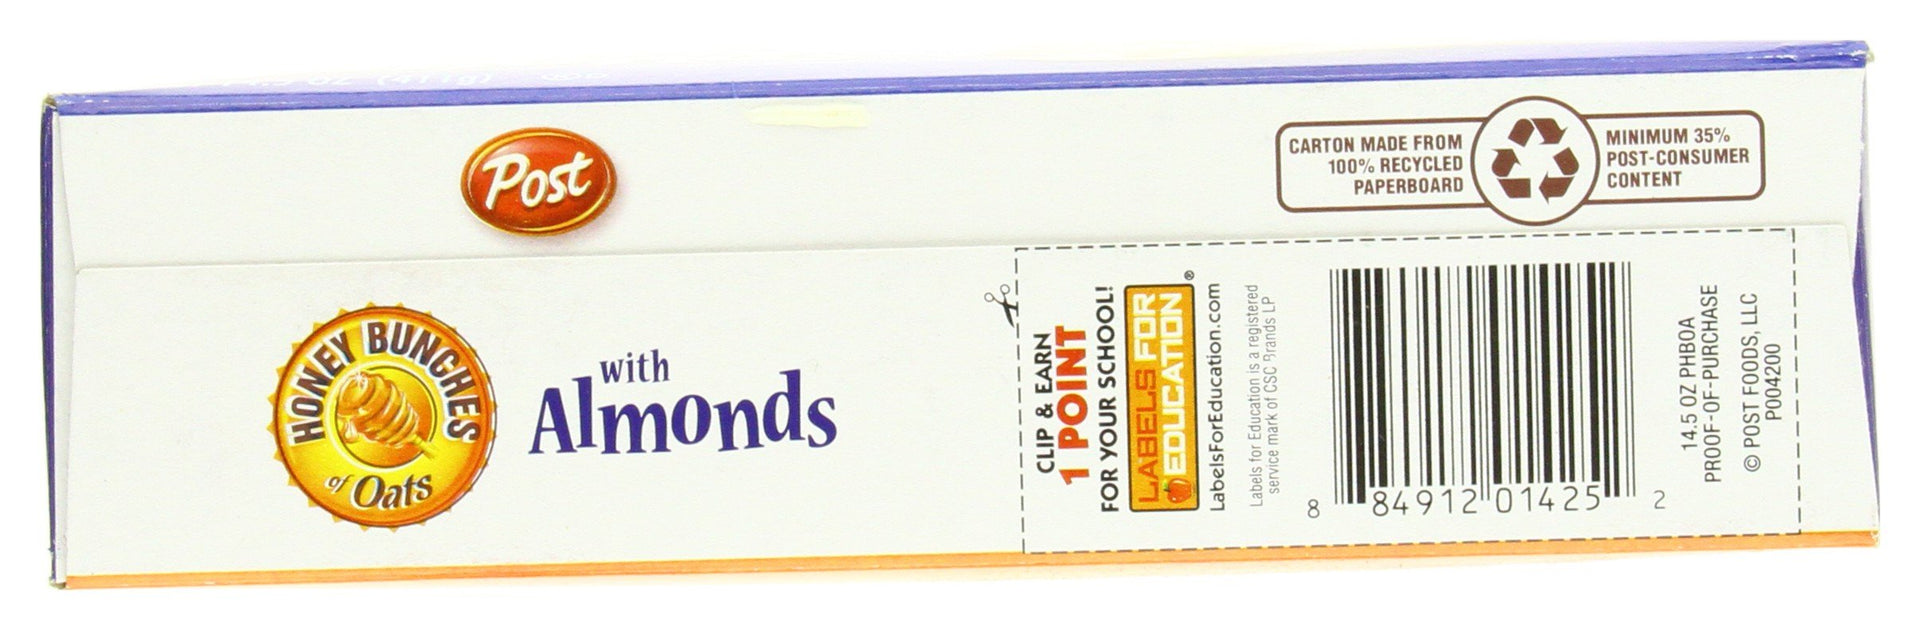 Post
CARTON MADE FROM
100% RECYCLED
PAPERBOARD
MINIMUM 35%
POST-CONSUMER
CONTENT
HONEY BUNCHES
of Oats
with
Almonds
CLIP & EARN
1 POINT
FOR YOUR SCHOOL!
LABELS FOR
EDUCATION®
LabelsForEducation.com
Labels for Education is a registered
service mark of CSC Brands LP
8 84912 01425 2
14.5 OZ PHBOA
PROOF-OF-PURCHASE
© POST FOODS, LLC
P004200